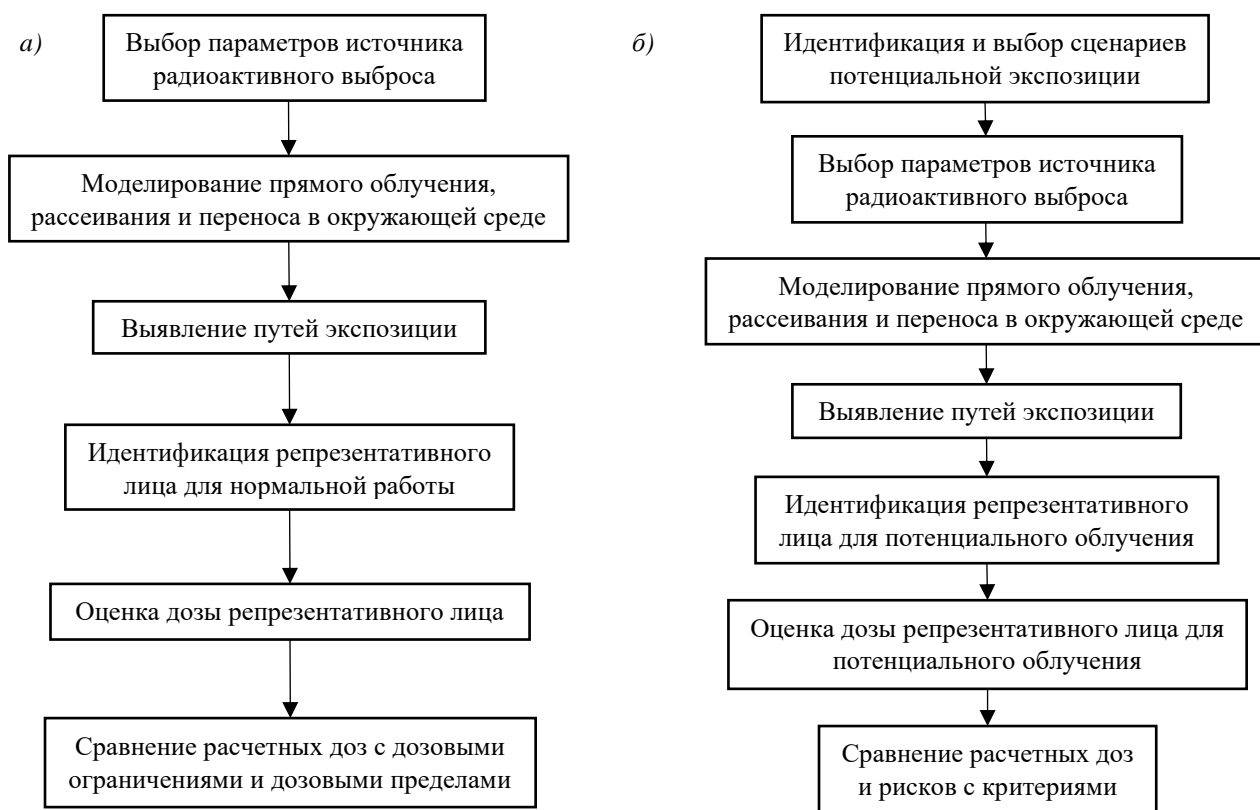 а)
Выбор параметров источника
радиоактивного выброса
Моделирование прямого облучения,
рассеивания и переноса в окружающей среде
Выявление путей экспозиции
Идентификация репрезентативного
лица для нормальной работы
Оценка дозы репрезентативного лица
Сравнение расчетных доз с дозовыми
ограничениями и дозовыми пределами
б)
Идентификация и выбор сценариев
потенциальной экспозиции
Выбор параметров источника
радиоактивного выброса
Моделирование прямого облучения,
рассеивания и переноса в окружающей среде
Выявление путей экспозиции
Идентификация репрезентативного
лица для потенциального облучения
Оценка дозы репрезентативного лица для
потенциального облучения
Сравнение расчетных доз
и рисков с критериями